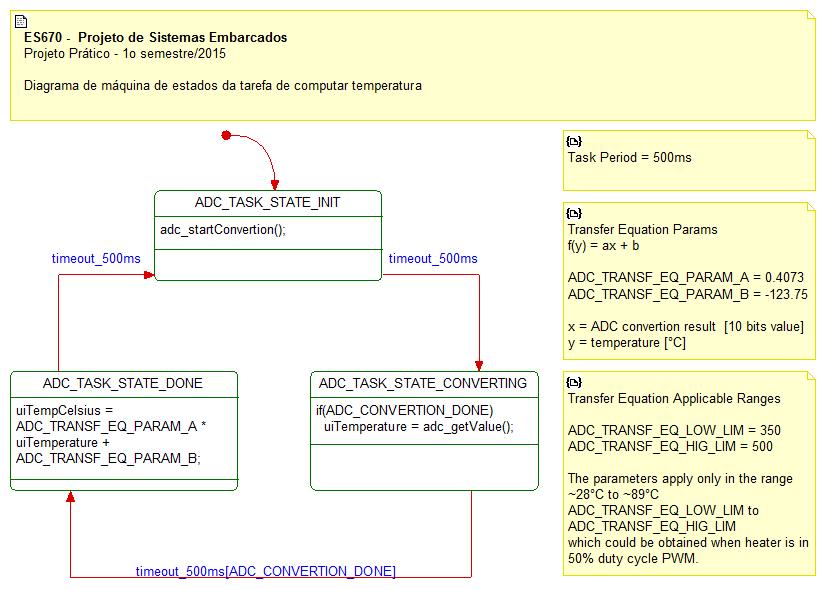 ES670 - Projeto de Sistemas Embarcados
Projeto Prático - 1o semestre/2015
Diagrama de máquina de estados da tarefa de computar temperatura
Task Period = 500ms
ADC_TASK_STATE_INIT
adc_startConvertion();
timeout_500ms
timeout_500ms
Transfer Equation Params
f(y) = ax + b
ADC_TRANSF_EQ_PARAM_A = 0.4073
ADC_TRANSF_EQ_PARAM_B = -123.75
x = ADC convertion result [10 bits value]
y = temperature [°C]
ADC_TASK_STATE_DONE
uiTempCelsius =
ADC_TRANSF_EQ_PARAM_A *
uiTemperature +
ADC_TRANSF_EQ_PARAM_B;
ADC_TASK_STATE_CONVERTING
if(ADC_CONVERTION_DONE)
uiTemperature = adc_getValue();
timeout_500ms[ADC_CONVERTION_DONE]
Transfer Equation Applicable Ranges
ADC_TRANSF_EQ_LOW_LIM = 350
ADC_TRANSF_EQ_HIG_LIM = 500
The parameters apply only in the range
~28°C to ~89°C
ADC_TRANSF_EQ_LOW_LIM to
ADC_TRANSF_EQ_HIG_LIM
which could be obtained when heater is in
50% duty cycle PWM.